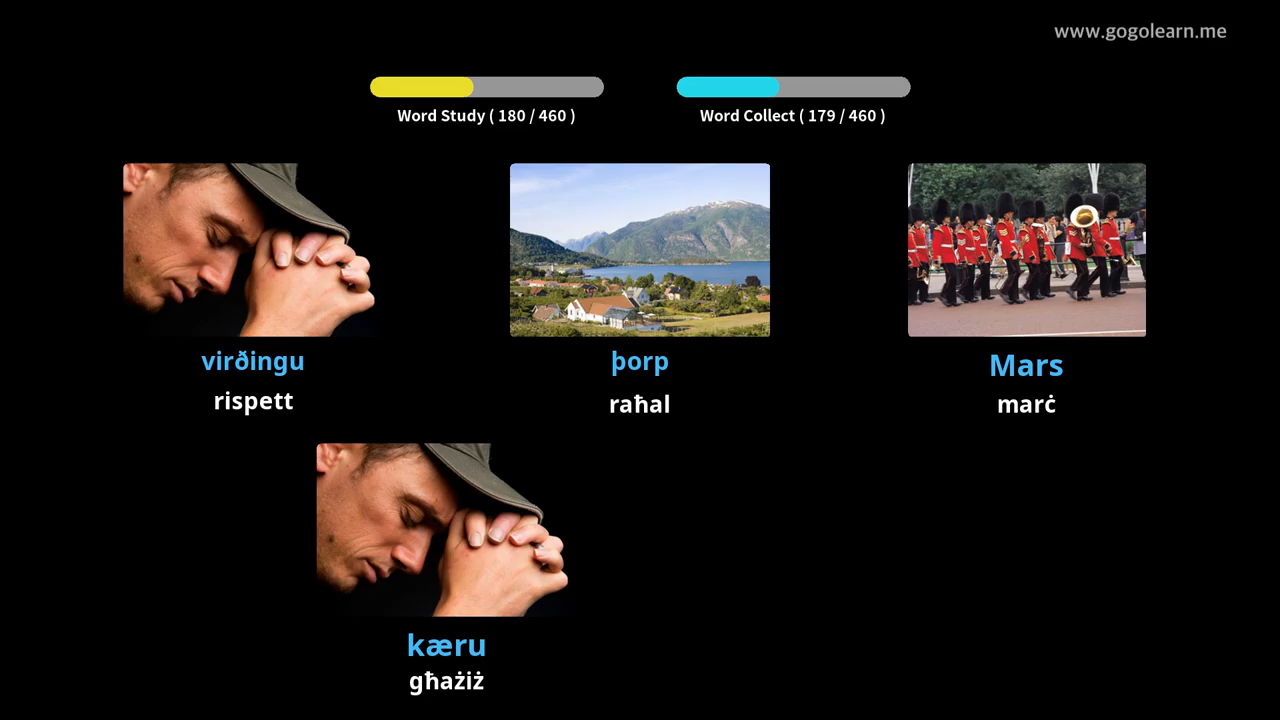 www.gogolearn.me
Word Study ( 180 / 460 )
Word Collect ( 179 / 460 )
virðingu
rispett
þorp
raħal
Mars
marċ
kæru
għażiż